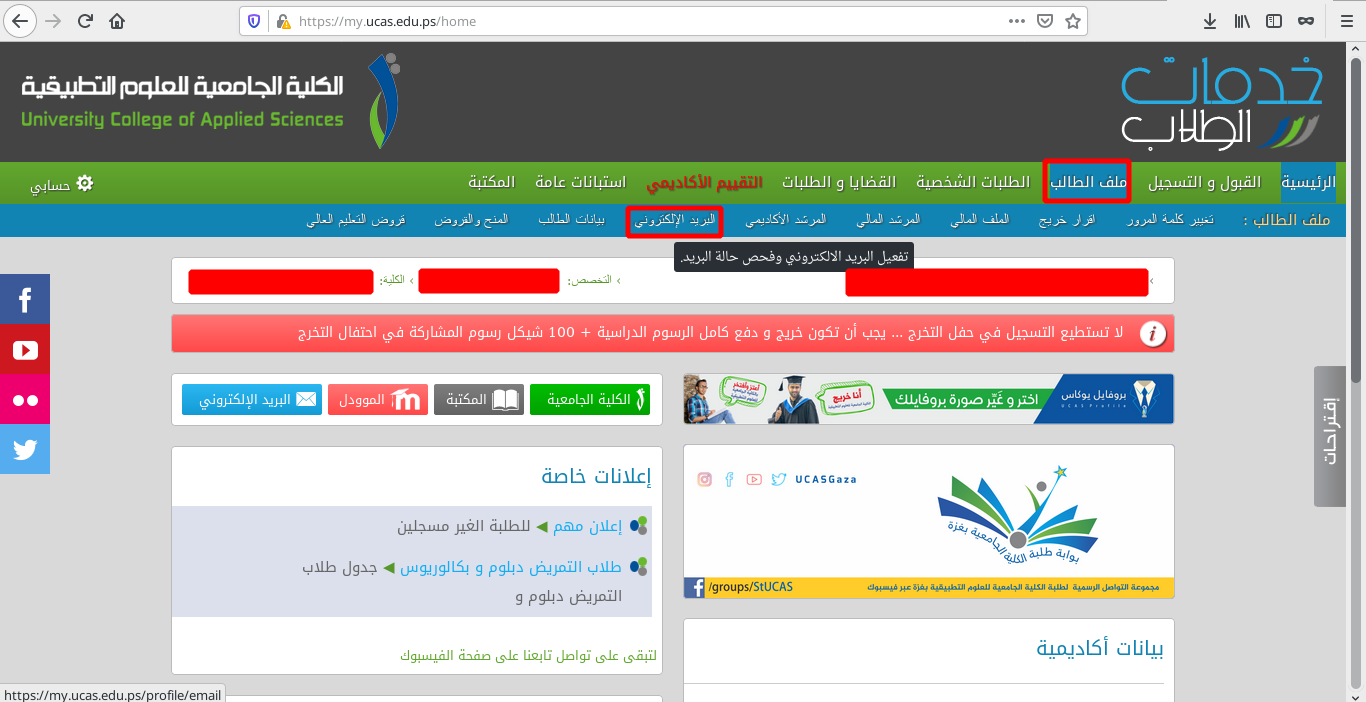 https://my.ucas.edu.ps/home
خدمات
الطلاب
الكلية الجامعية للعلوم التطبيقية
University College of Applied Sciences
الرئيسية
القبول و التسجيل
ملف الطالب
الطلبات الشخصية
القضايا و الطلبات
التقييم الأكاديمي
استبانات عامة
المكتبة
حسابي
ملف الطالب :
تغيير كلمة المرور
اقرار خريج
الملف المالي
المرشد المالي
المرشد الأكاديمي
البريد الإلكتروني
بيانات الطالب
المنح والقروض
قروض التعليم العالي
تفعيل البريد الالكتروني وفحص حالة البريد.
› التخصص:
› الكلية:
لا تستطيع التسجيل في حفل التخرج ... يجب أن تكون خريج و دفع كامل الرسوم الدراسية + 100 شيكل رسوم المشاركة في احتفال التخرج
بروفايل يوكاس
UCAS Profile
اختر و غيّر صورة بروفايلك
أنا خريج
الكلية الجامعية
المكتبة
الموودل
البريد الإلكتروني
إقتراحات
UCASGaza
بوابة طلبة الكلية الجامعية بغزة
/groups/StUCAS
مجموعة التواصل الرسمية لطلبة الكلية الجامعية للعلوم التطبيقية بغزة عبر فيسبوك
إعلانات خاصة
إعلان مهم ◀ للطلبة الغير مسجلين
طلاب التمريض دبلوم و بكالوريوس ◀ جدول طلاب
التمريض دبلوم و
لتبقى على تواصل تابعنا على صفحة الفيسبوك
بيانات أكاديمية
https://my.ucas.edu.ps/profile/email